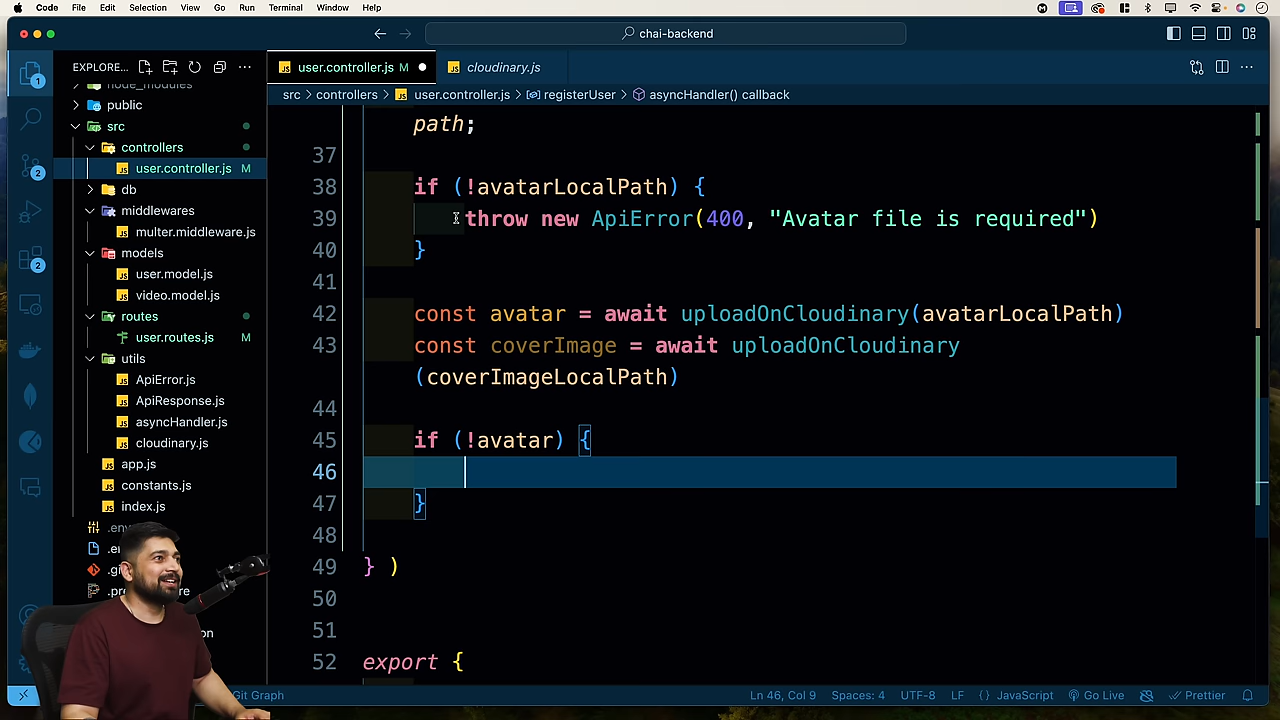 Code File Edit Selection View Go Run Terminal Window Help
chai-backend
EXPLORE...
user.controller.js M
cloudinary.js
src > controllers > user.controller.js > registerUser > asyncHandler() callback
node_modules
public
src
controllers
user.controller.js M
db
middlewares
multer.middleware.js
models
user.model.js
video.model.js
routes
user.routes.js M
utils
ApiError.js
ApiResponse.js
asyncHandler.js
cloudinary.js
app.js
constants.js
index.js
1
2
2
path;
37
38 if (!avatarLocalPath) {
39 throw new ApiError(400, "Avatar file is required")
40 }
41
42 const avatar = await uploadOnCloudinary(avatarLocalPath)
43 const coverImage = await uploadOnCloudinary
(coverImageLocalPath)
44
45 if (!avatar) {
46
47 }
48
49 } )
50
51
52 export {
Git Graph
Ln 46, Col 9 Spaces: 4 UTF-8 LF {} JavaScript Go Live Prettier